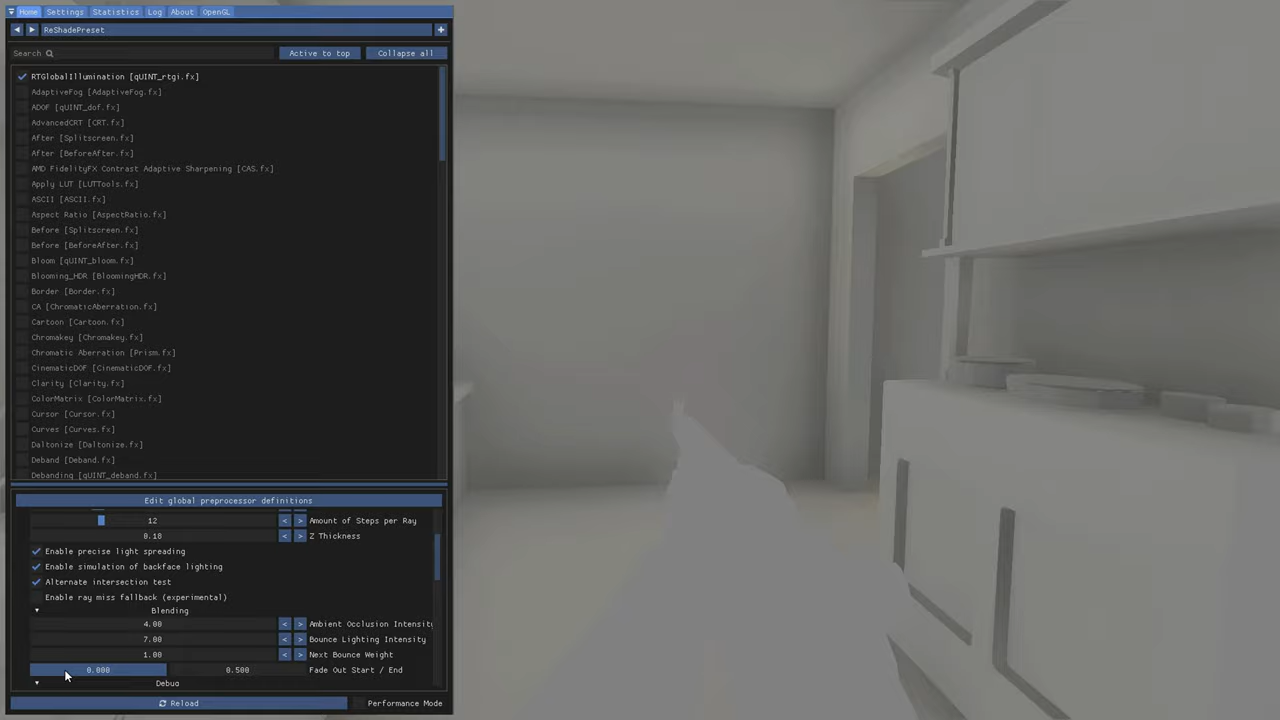 Home Settings Statistics Log About OpenGL
ReShadePreset +
Search Active to top Collapse all
RTGlobalIllumination [qUINT_rtgi.fx]
AdaptiveFog [AdaptiveFog.fx]
ADOF [qUINT_dof.fx]
AdvancedCRT [CRT.fx]
After [Splitscreen.fx]
After [BeforeAfter.fx]
AMD FidelityFX Contrast Adaptive Sharpening [CAS.fx]
Apply LUT [LUTTools.fx]
ASCII [ASCII.fx]
Aspect Ratio [AspectRatio.fx]
Before [Splitscreen.fx]
Before [BeforeAfter.fx]
Bloom [qUINT_bloom.fx]
Blooming_HDR [BloomingHDR.fx]
Border [Border.fx]
CA [ChromaticAberration.fx]
Cartoon [Cartoon.fx]
Chromakey [Chromakey.fx]
Chromatic Aberration [Prism.fx]
CinematicDOF [CinematicDOF.fx]
Clarity [Clarity.fx]
ColorMatrix [ColorMatrix.fx]
Cursor [Cursor.fx]
Curves [Curves.fx]
Daltonize [Daltonize.fx]
Deband [Deband.fx]
Debanding [qUINT_deband.fx]
Edit global preprocessor definitions
12 < > Amount of Steps per Ray
0.18 < > Z Thickness
Enable precise light spreading
Enable simulation of backface lighting
Alternate intersection test
Enable ray miss fallback (experimental)
Blending
4.00 < > Ambient Occlusion Intensity
7.00 < > Bounce Lighting Intensity
1.00 < > Next Bounce Weight
0.000 0.500 Fade Out Start / End
Debug
Reload Performance Mode